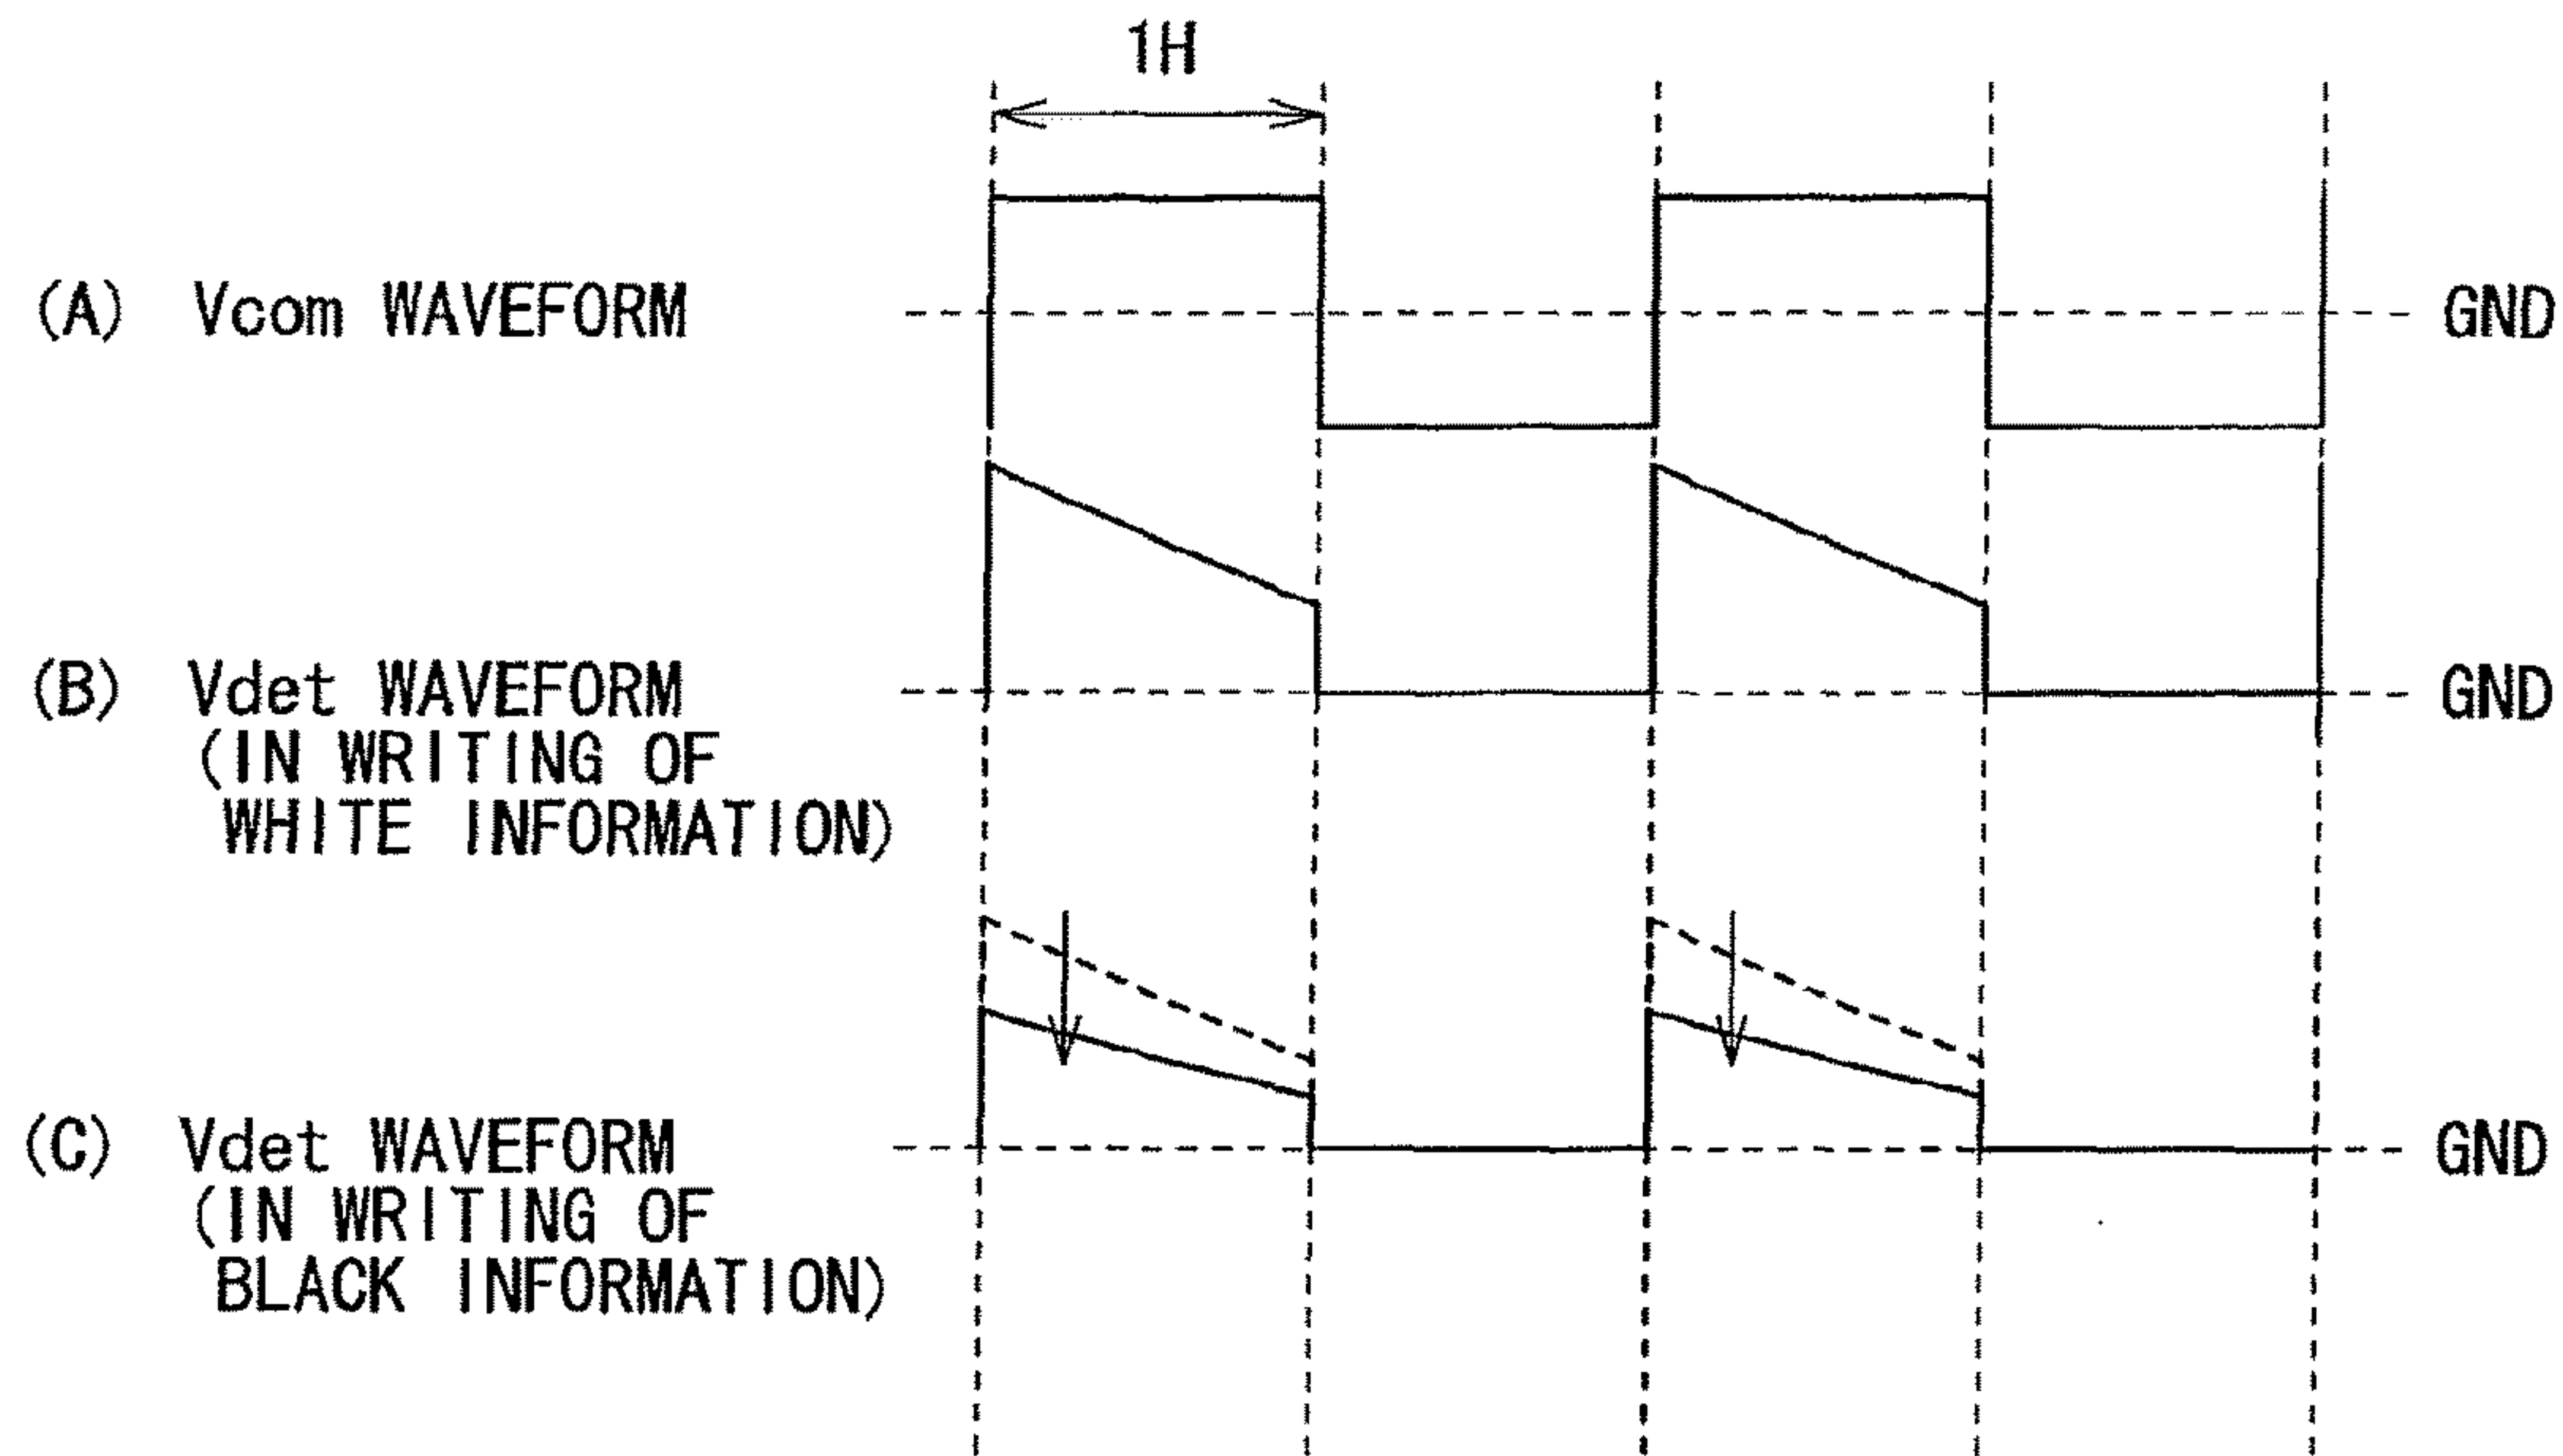 1H
(A) Vcom WAVEFORM
GND
(B) Vdet WAVEFORM
(IN WRITING OF
WHITE INFORMATION)
GND
(C) Vdet WAVEFORM
(IN WRITING OF
BLACK INFORMATION)
GND